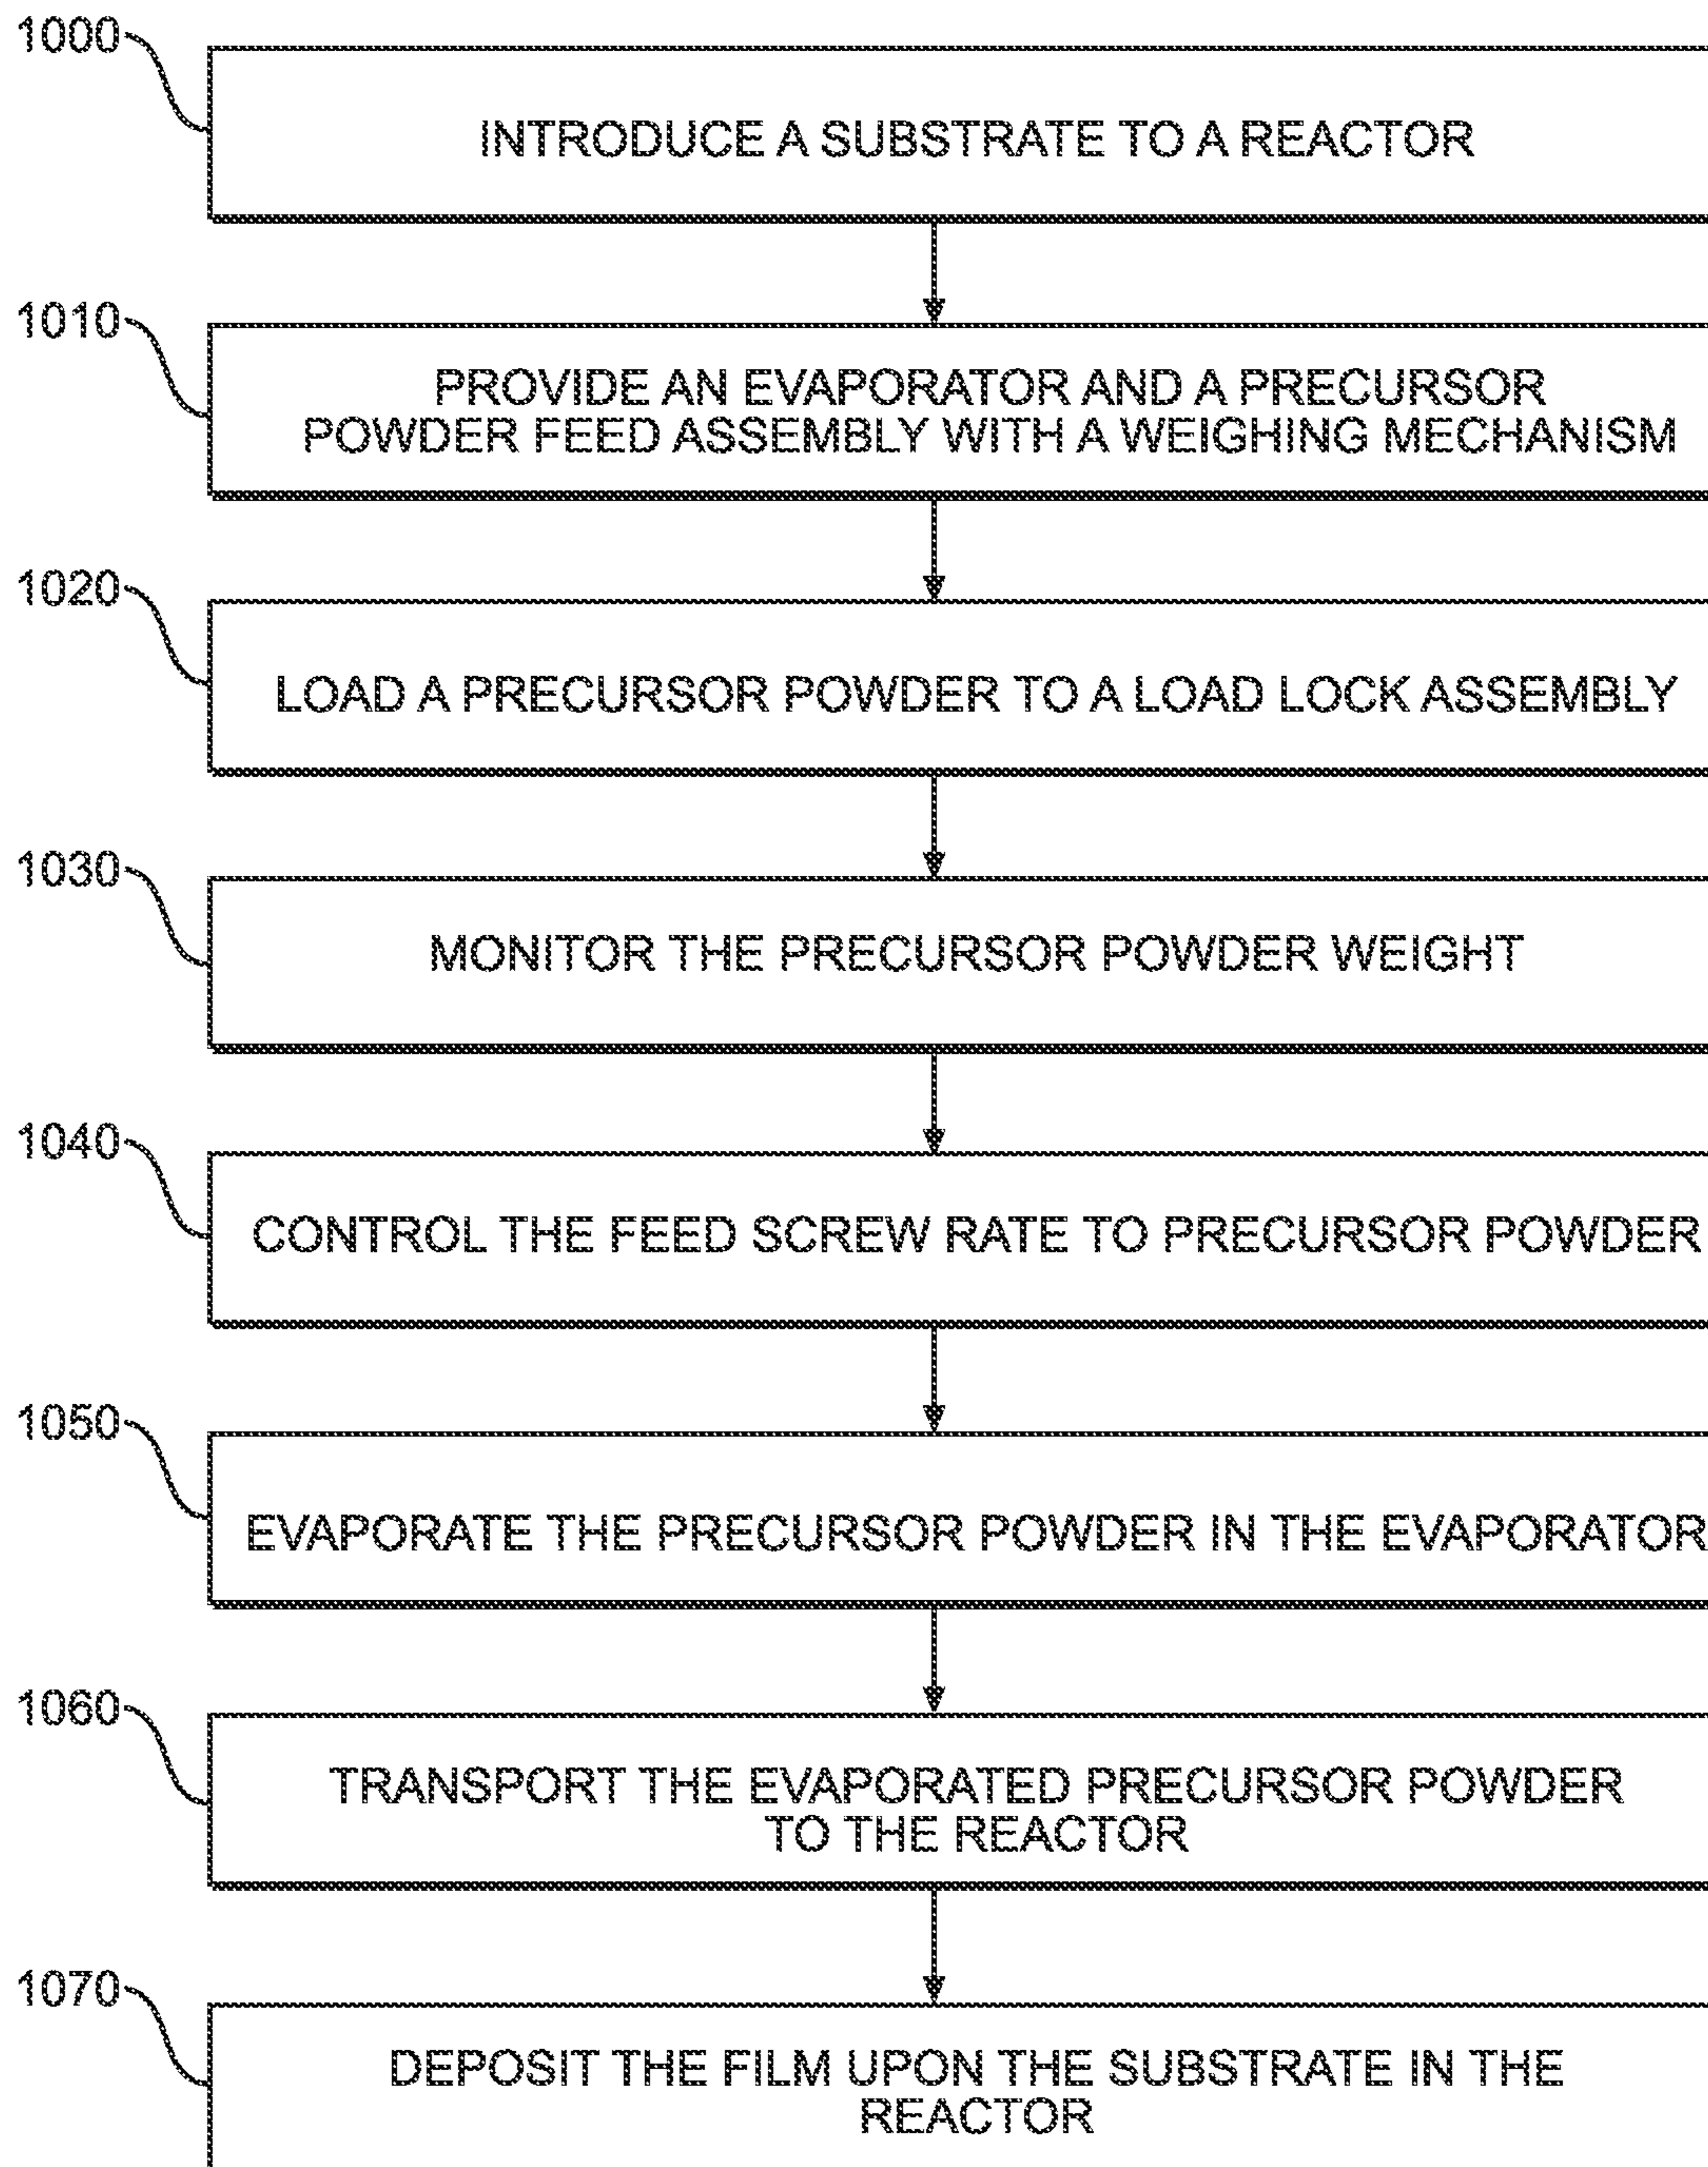 1000
INTRODUCE A SUBSTRATE TO A REACTOR
1010
PROVIDE AN EVAPORATOR AND A PRECURSOR
POWDER FEED ASSEMBLY WITH A WEIGHING MECHANISM
1020
LOAD A PRECURSOR POWDER TO A LOAD LOCK ASSEMBLY
1030
MONITOR THE PRECURSOR POWDER WEIGHT
1040
CONTROL THE FEED SCREW RATE TO PRECURSOR POWDER
1050
EVAPORATE THE PRECURSOR POWDER IN THE EVAPORATOR
1060
TRANSPORT THE EVAPORATED PRECURSOR POWDER
TO THE REACTOR
1070
DEPOSIT THE FILM UPON THE SUBSTRATE IN THE
REACTOR